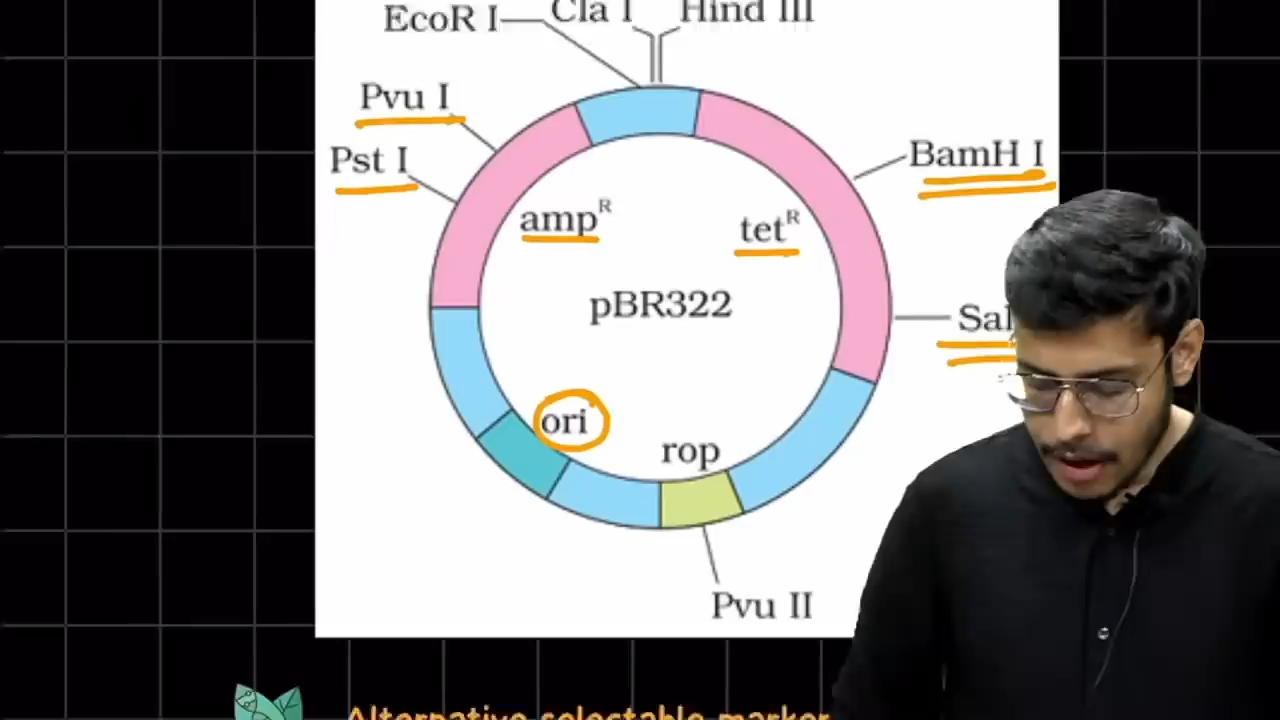 EcoR I
Cla I
Hind III
Pvu I
Pst I
BamH I
amp^R
tet^R
pBR322
ori
rop
Pvu II
Alternative selectable marker